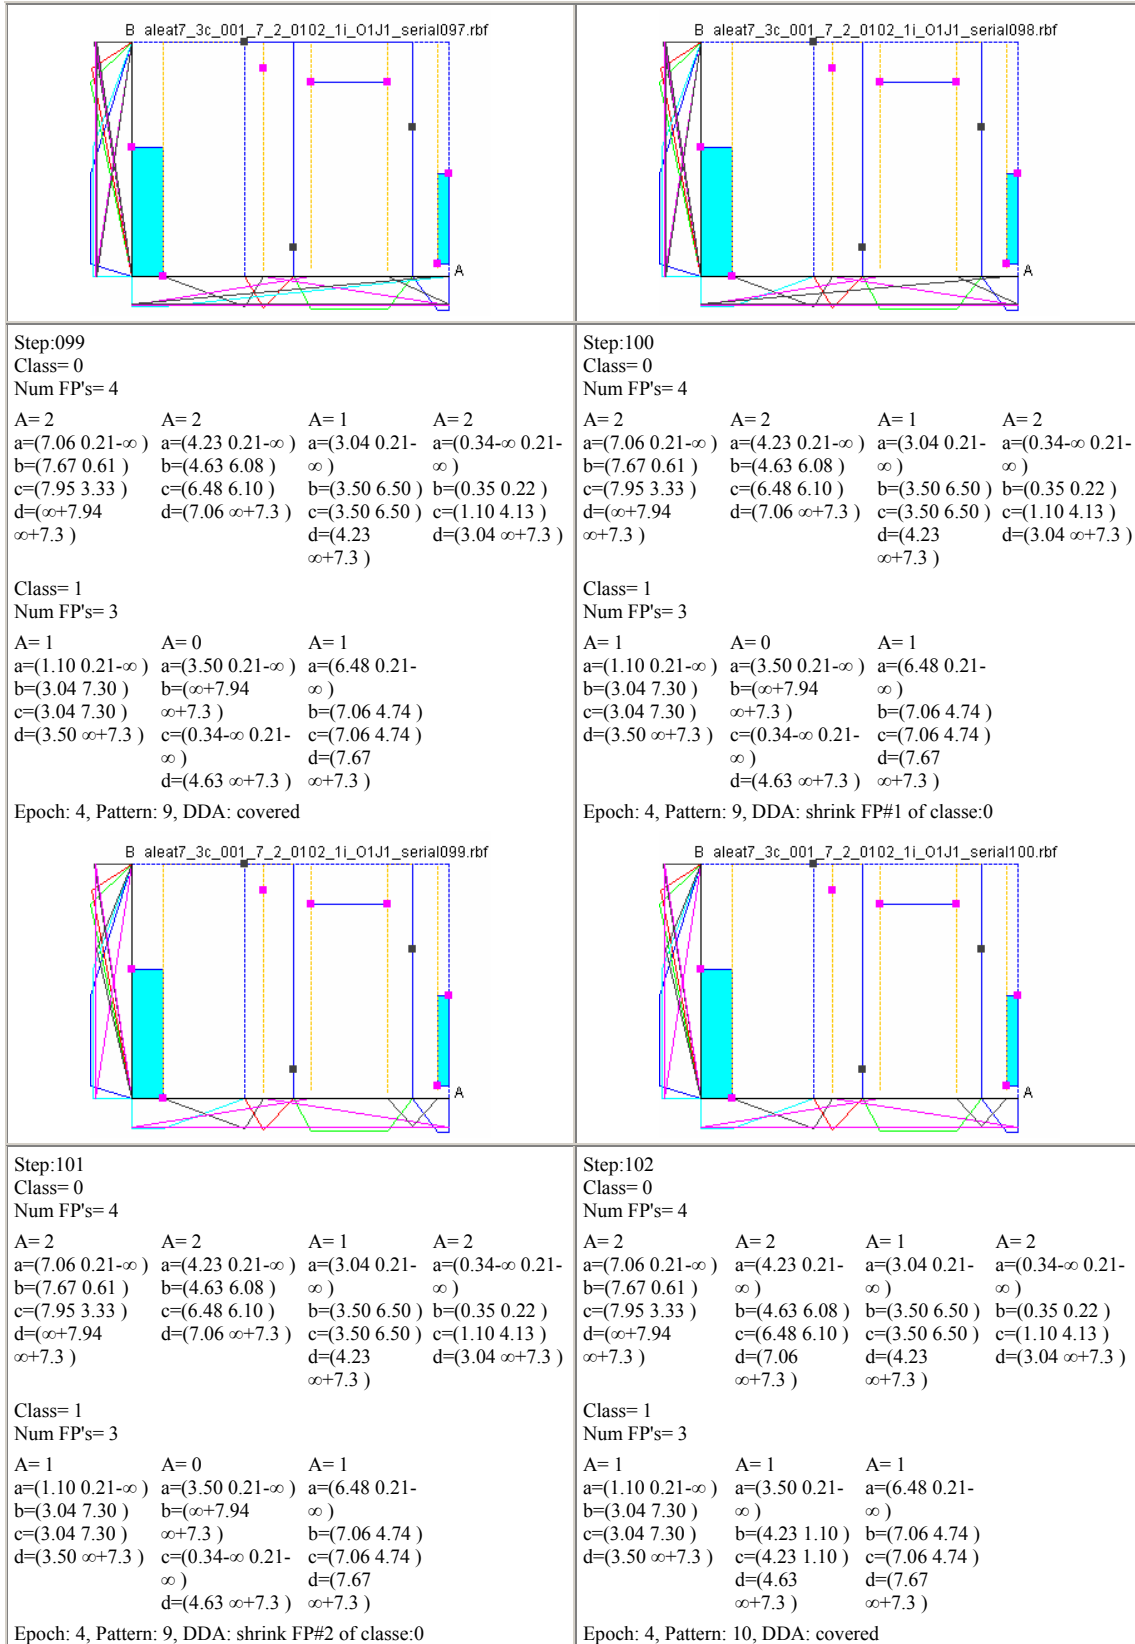 B aleat7_3c_001_7_2_0102_1i_O1J1_serial097.rbf
A
B aleat7_3c_001_7_2_0102_1i_O1J1_serial098.rbf
A
Step:099
Class= 0
Num FP's= 4
A= 2 A= 2 A= 1 A= 2
a=(7.06 0.21-∞ ) a=(4.23 0.21-∞ ) a=(3.04 0.21- a=(0.34-∞ 0.21-
b=(7.67 0.61 ) b=(4.63 6.08 ) ∞ ) ∞ )
c=(7.95 3.33 ) c=(6.48 6.10 ) b=(3.50 6.50 ) b=(0.35 0.22 )
d=(∞+7.94 d=(7.06 ∞+7.3 ) c=(3.50 6.50 ) c=(1.10 4.13 )
∞+7.3 ) d=(4.23 d=(3.04 ∞+7.3 )
∞+7.3 )
Class= 1
Num FP's= 3
A= 1 A= 0 A= 1
a=(1.10 0.21-∞ ) a=(3.50 0.21-∞ ) a=(6.48 0.21-
b=(3.04 7.30 ) b=(∞+7.94 ∞ )
c=(3.04 7.30 ) ∞+7.3 ) b=(7.06 4.74 )
d=(3.50 ∞+7.3 ) c=(0.34-∞ 0.21- c=(7.06 4.74 )
∞ ) d=(7.67
d=(4.63 ∞+7.3 ) ∞+7.3 )
Epoch: 4, Pattern: 9, DDA: covered
B aleat7_3c_001_7_2_0102_1i_O1J1_serial099.rbf
A
Step:100
Class= 0
Num FP's= 4
A= 2 A= 2 A= 1 A= 2
a=(7.06 0.21-∞ ) a=(4.23 0.21-∞ ) a=(3.04 0.21- a=(0.34-∞ 0.21-
b=(7.67 0.61 ) b=(4.63 6.08 ) ∞ ) ∞ )
c=(7.95 3.33 ) c=(6.48 6.10 ) b=(3.50 6.50 ) b=(0.35 0.22 )
d=(∞+7.94 d=(7.06 ∞+7.3 ) c=(3.50 6.50 ) c=(1.10 4.13 )
∞+7.3 ) d=(4.23 d=(3.04 ∞+7.3 )
∞+7.3 )
Class= 1
Num FP's= 3
A= 1 A= 0 A= 1
a=(1.10 0.21-∞ ) a=(3.50 0.21-∞ ) a=(6.48 0.21-
b=(3.04 7.30 ) b=(∞+7.94 ∞ )
c=(3.04 7.30 ) ∞+7.3 ) b=(7.06 4.74 )
d=(3.50 ∞+7.3 ) c=(0.34-∞ 0.21- c=(7.06 4.74 )
∞ ) d=(7.67
d=(4.63 ∞+7.3 ) ∞+7.3 )
Epoch: 4, Pattern: 9, DDA: shrink FP#1 of classe:0
B aleat7_3c_001_7_2_0102_1i_O1J1_serial100.rbf
A
Step:101
Class= 0
Num FP's= 4
A= 2 A= 2 A= 1 A= 2
a=(7.06 0.21-∞ ) a=(4.23 0.21-∞ ) a=(3.04 0.21- a=(0.34-∞ 0.21-
b=(7.67 0.61 ) b=(4.63 6.08 ) ∞ ) ∞ )
c=(7.95 3.33 ) c=(6.48 6.10 ) b=(3.50 6.50 ) b=(0.35 0.22 )
d=(∞+7.94 d=(7.06 ∞+7.3 ) c=(3.50 6.50 ) c=(1.10 4.13 )
∞+7.3 ) d=(4.23 d=(3.04 ∞+7.3 )
∞+7.3 )
Class= 1
Num FP's= 3
A= 1 A= 0 A= 1
a=(1.10 0.21-∞ ) a=(3.50 0.21-∞ ) a=(6.48 0.21-
b=(3.04 7.30 ) b=(∞+7.94 ∞ )
c=(3.04 7.30 ) ∞+7.3 ) b=(7.06 4.74 )
d=(3.50 ∞+7.3 ) c=(0.34-∞ 0.21- c=(7.06 4.74 )
∞ ) d=(7.67
d=(4.63 ∞+7.3 ) ∞+7.3 )
Epoch: 4, Pattern: 9, DDA: shrink FP#2 of classe:0
Step:102
Class= 0
Num FP's= 4
A= 2 A= 2 A= 1 A= 2
a=(7.06 0.21-∞ ) a=(4.23 0.21- a=(3.04 0.21- a=(0.34-∞ 0.21-
b=(7.67 0.61 ) ∞ ) ∞ ) ∞ )
c=(7.95 3.33 ) b=(4.63 6.08 ) b=(3.50 6.50 ) b=(0.35 0.22 )
d=(∞+7.94 c=(6.48 6.10 ) c=(3.50 6.50 ) c=(1.10 4.13 )
∞+7.3 ) d=(7.06 d=(4.23 d=(3.04 ∞+7.3 )
∞+7.3 ) ∞+7.3 )
Class= 1
Num FP's= 3
A= 1 A= 1 A= 1
a=(1.10 0.21-∞ ) a=(3.50 0.21- a=(6.48 0.21-
b=(3.04 7.30 ) ∞ ) ∞ )
c=(3.04 7.30 ) b=(4.23 1.10 ) b=(7.06 4.74 )
d=(3.50 ∞+7.3 ) c=(4.23 1.10 ) c=(7.06 4.74 )
d=(4.63 d=(7.67
∞+7.3 ) ∞+7.3 )
Epoch: 4, Pattern: 10, DDA: covered